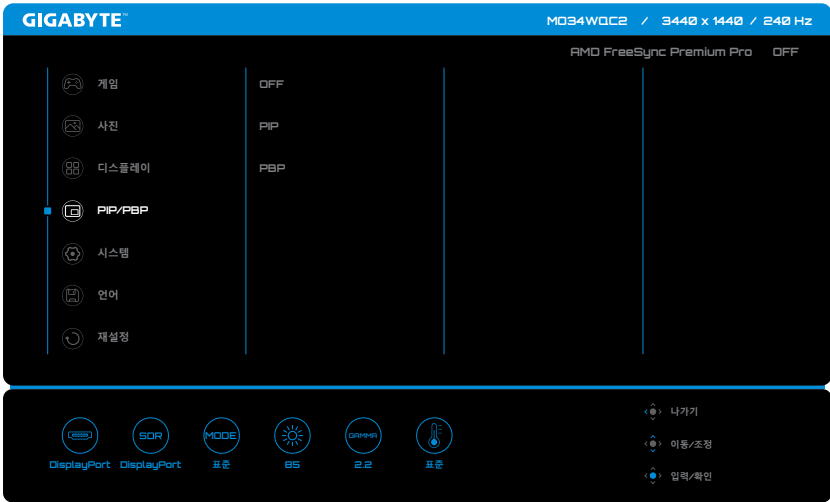 GIGABYTE™
MO34WQC2 / 3440 x 1440 / 240 Hz
AMD FreeSync Premium Pro OFF
게임 OFF
사진 PIP
디스플레이 PBP
PIP/PBP
시스템
언어
재설정
SDR MODE GAMMA
DisplayPort DisplayPort 표준 85 2.2 표준
나가기
이동/조정
입력/확인